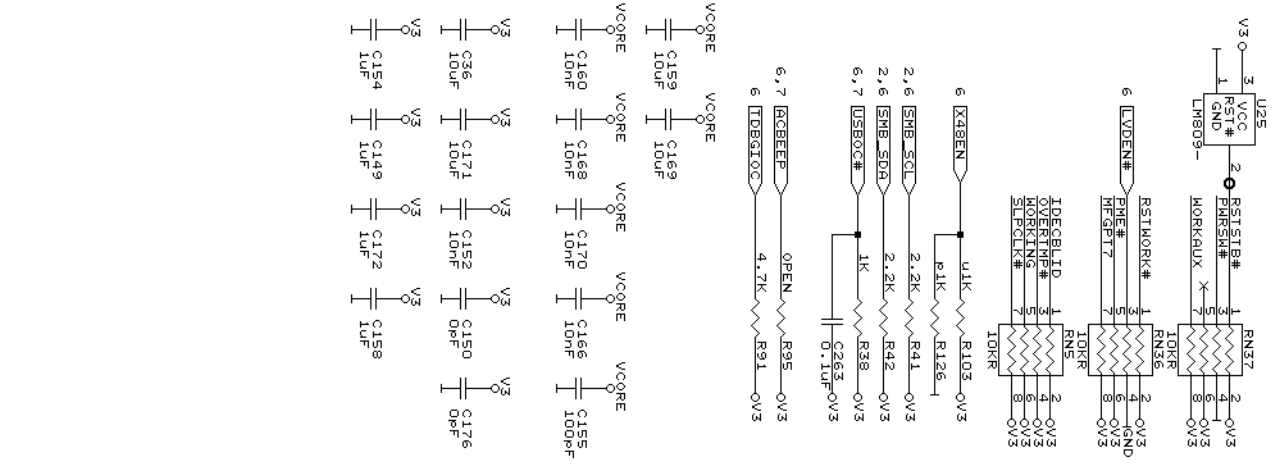 V3
3
VCC
U25
RST#
1
GND
LM809-
2
RSTSTB#
PWRSW#
WORKAUX
1
3
5
7
RN37
10KR
2
4
6
8
V3
V3
V3
6
LVDEN#
RSTWORK#
PME#
MFGPT7
1
3
5
7
RN36
10KR
2
4
6
8
V3
GND
V3
V3
IDECBLID
OVERTMP#
WORKING
SLPCLK#
1
3
5
7
RN5
10KR
2
4
6
8
V3
V3
V3
V3
6 X48EN
u1K
R103
V3
p1K
R126
2,6 SMB_SCL
2.2K
R41
V3
2,6 SMB_SDA
2.2K
R42
V3
6,7 USBOC#
1K
R38
V3
C263
0.1uF
V3
6,7 ACBEEP
OPEN
R95
V3
6 TDBGIOC
4.7K
R91
V3
VCORE
C159
10uF
VCORE
C169
10uF
VCORE
C160
10nF
VCORE
C168
10nF
VCORE
C170
10nF
VCORE
C166
10nF
VCORE
C155
100pF
V3
C36
10uF
V3
C171
10uF
V3
C152
10nF
V3
C150
0pF
V3
C176
0pF
V3
C154
1uF
V3
C149
1uF
V3
C172
1uF
V3
C158
1uF